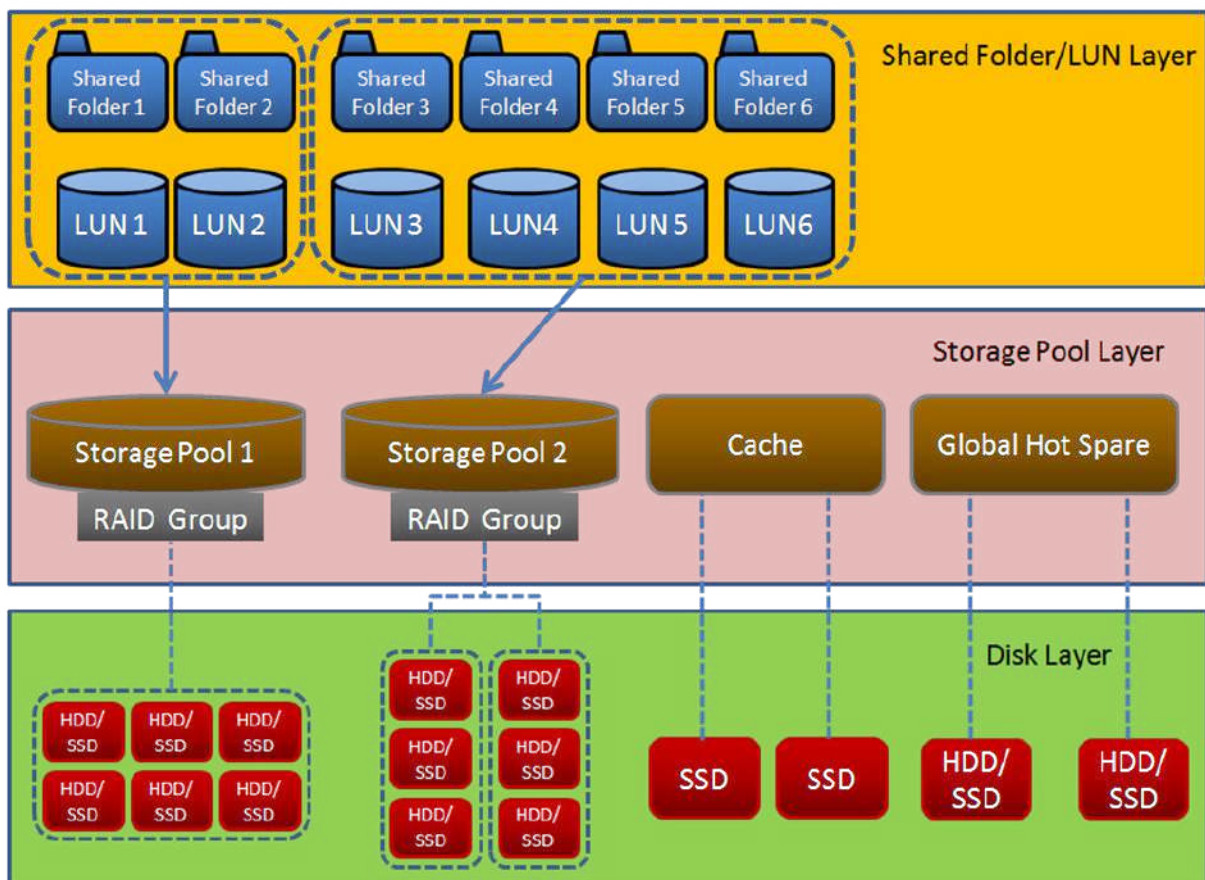 Shared Folder/LUN Layer
Shared
Folder 1
Shared
Folder 2
Shared
Folder 3
Shared
Folder 4
Shared
Folder 5
Shared
Folder 6
LUN 1
LUN 2
LUN 3
LUN4
LUN 5
LUN6
Storage Pool Layer
Storage Pool 1
RAID Group
Storage Pool 2
RAID Group
Cache
Global Hot Spare
Disk Layer
HDD/
SSD
HDD/
SSD
HDD/
SSD
HDD/
SSD
HDD/
SSD
HDD/
SSD
HDD/
SSD
HDD/
SSD
HDD/
SSD
HDD/
SSD
HDD/
SSD
HDD/
SSD
SSD
SSD
HDD/
SSD
HDD/
SSD